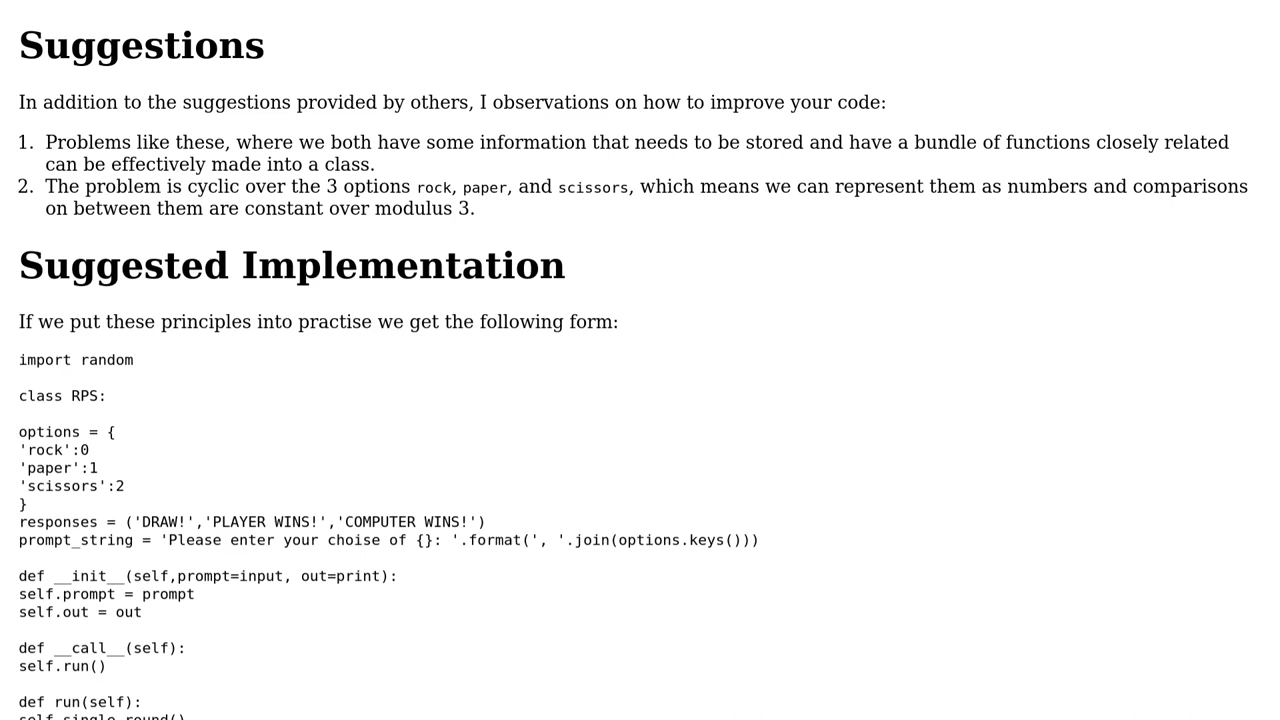 Suggestions
In addition to the suggestions provided by others, I observations on how to improve your code:
1. Problems like these, where we both have some information that needs to be stored and have a bundle of functions closely related
can be effectively made into a class.
2. The problem is cyclic over the 3 options rock, paper, and scissors, which means we can represent them as numbers and comparisons
on between them are constant over modulus 3.
Suggested Implementation
If we put these principles into practise we get the following form:
import random
class RPS:
options = {
'rock':0
'paper':1
'scissors':2
}
responses = ('DRAW!','PLAYER WINS!','COMPUTER WINS!')
prompt_string = 'Please enter your choise of {}: '.format(', '.join(options.keys()))
def __init__(self,prompt=input, out=print):
self.prompt = prompt
self.out = out
def __call__(self):
self.run()
def run(self):
self.single_round()